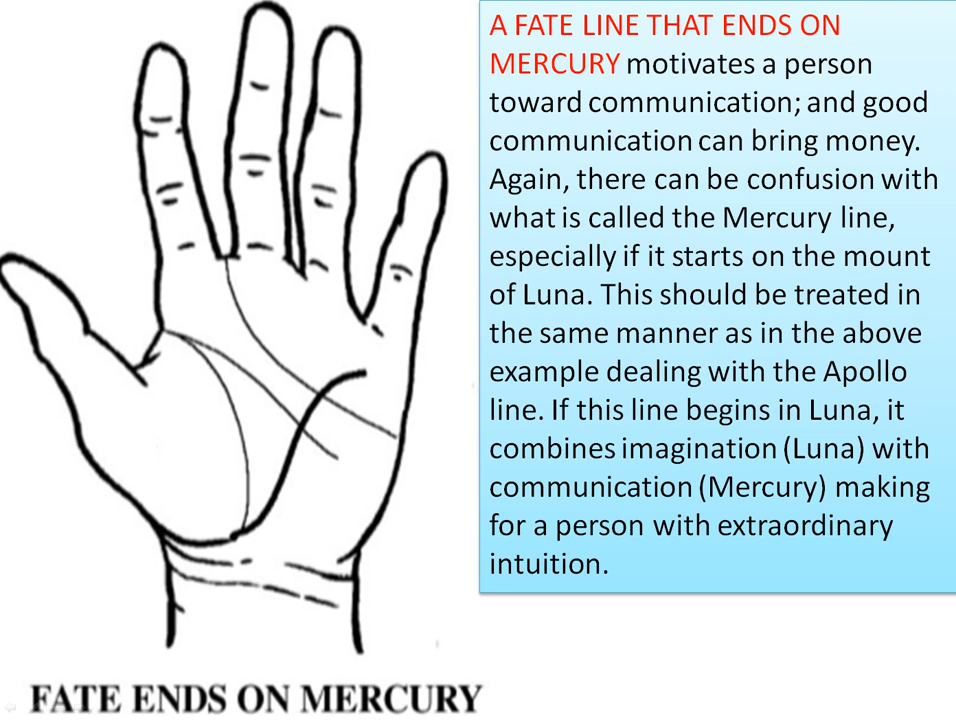 A FATE LINE THAT ENDS ON
MERCURY motivates a person
toward communication; and good
communication can bring money.
Again, there can be confusion with
what is called the Mercury line,
especially if it starts on the mount
of Luna. This should be treated in
the same manner as in the above
example dealing with the Apollo
line. If this line begins in Luna, it
combines imagination (Luna) with
communication (Mercury) making
for a person with extraordinary
intuition.
FATE ENDS ON MERCURY